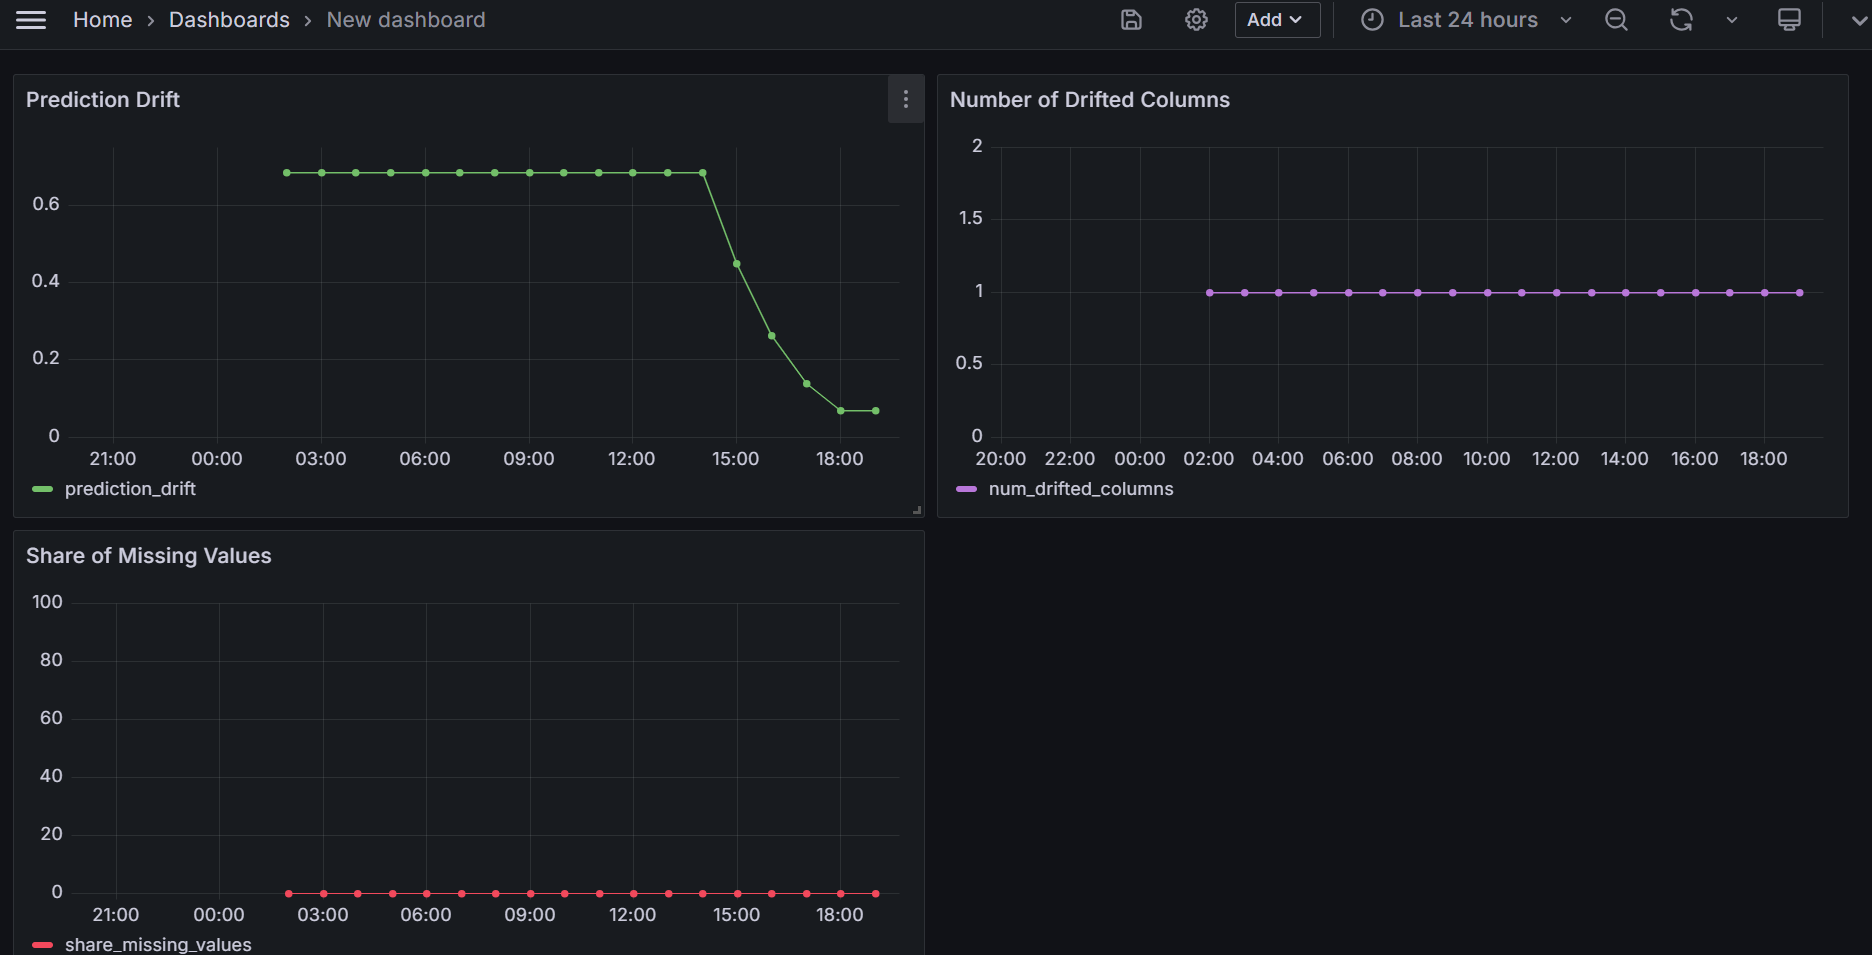 Home › Dashboards › New dashboard
Add
Last 24 hours
Prediction Drift
0.6
0.4
0.2
0
21:00 00:00 03:00 06:00 09:00 12:00 15:00 18:00
prediction_drift
Number of Drifted Columns
2
1.5
1
0.5
0
20:00 22:00 00:00 02:00 04:00 06:00 08:00 10:00 12:00 14:00 16:00 18:00
num_drifted_columns
Share of Missing Values
100
80
60
40
20
0
21:00 00:00 03:00 06:00 09:00 12:00 15:00 18:00
share_missing_values